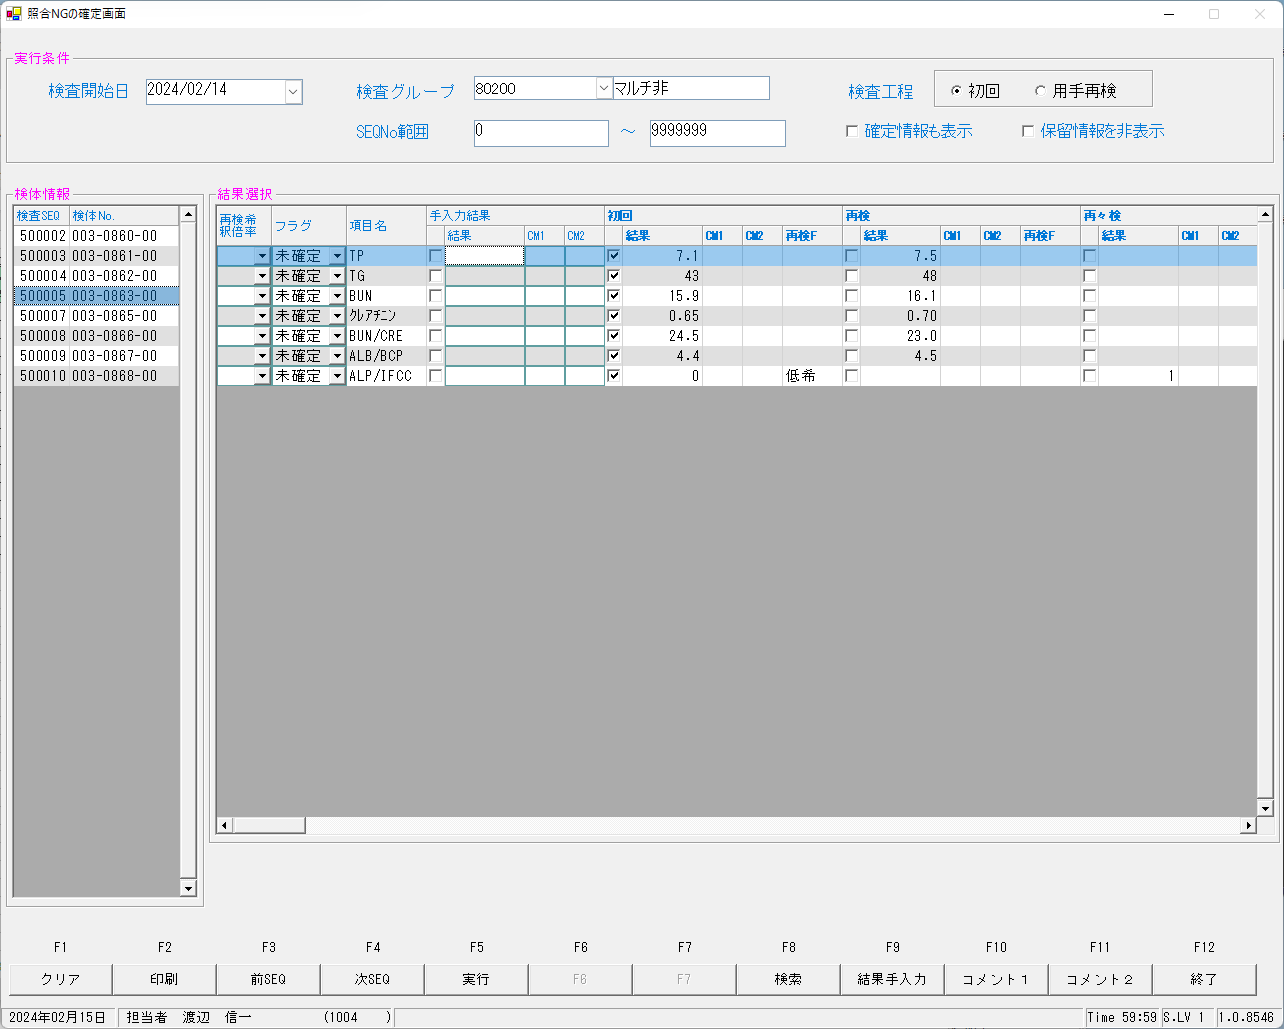 照合NGの確定画面
実行条件
検査開始日 2024/02/14 検査グループ 80200 マルチ非 検査工程 初回 用手再検
SEQNo範囲 0 ～ 9999999 確定情報も表示 保留情報を非表示
検体情報
検査SEQ 検体No.
500002 003-0860-00
500003 003-0861-00
500004 003-0862-00
500005 003-0863-00
500007 003-0865-00
500008 003-0866-00
500009 003-0867-00
500010 003-0868-00
結果選択
再検希釈倍率 フラグ 項目名 手入力結果 初回 再検 再々検
結果 CM1 CM2 結果 CM1 CM2 再検F 結果 CM1 CM2 再検F 結果 CM1 CM2
未確定 TP 7.1 7.5
未確定 TG 43 48
未確定 BUN 15.9 16.1
未確定 ｸﾚｱﾁﾆﾝ 0.65 0.70
未確定 BUN/CRE 24.5 23.0
未確定 ALB/BCP 4.4 4.5
未確定 ALP/IFCC 0 低希 1
F1 F2 F3 F4 F5 F6 F7 F8 F9 F10 F11 F12
クリア 印刷 前SEQ 次SEQ 実行 F6 F7 検索 結果手入力 コメント１ コメント２ 終了
2024年02月15日 担当者 渡辺 信一 (1004 ) Time 59:59 S.LV 1 1.0.8546